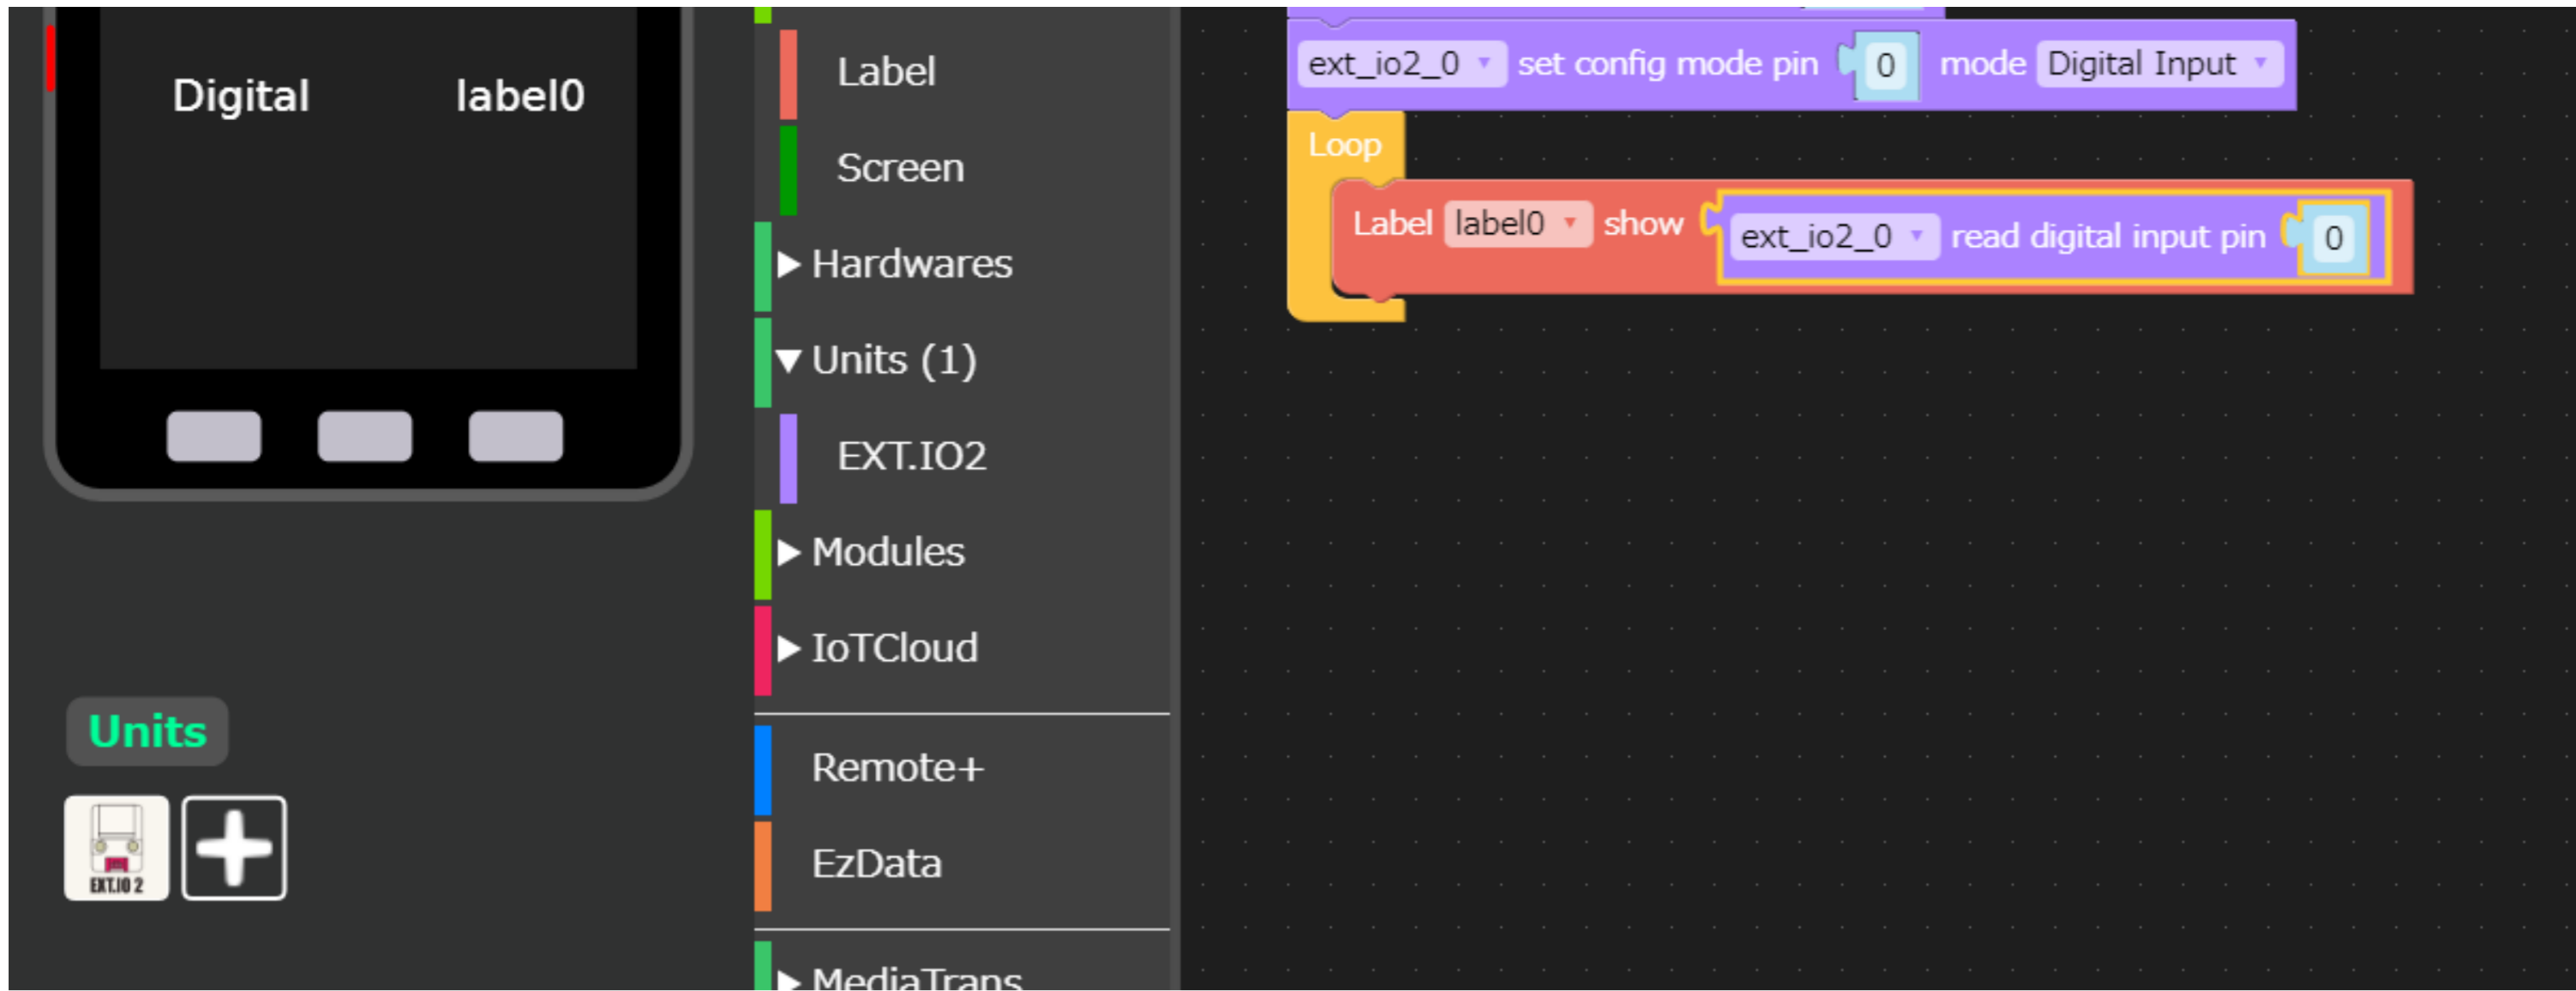 Digital label0
Units
EXT.IO 2
Label
Screen
Hardwares
Units (1)
EXT.IO2
Modules
IoTCloud
Remote+
EzData
MediaTrans
ext_io2_0 set config mode pin 0 mode Digital Input
Loop
Label label0 show ext_io2_0 read digital input pin 0